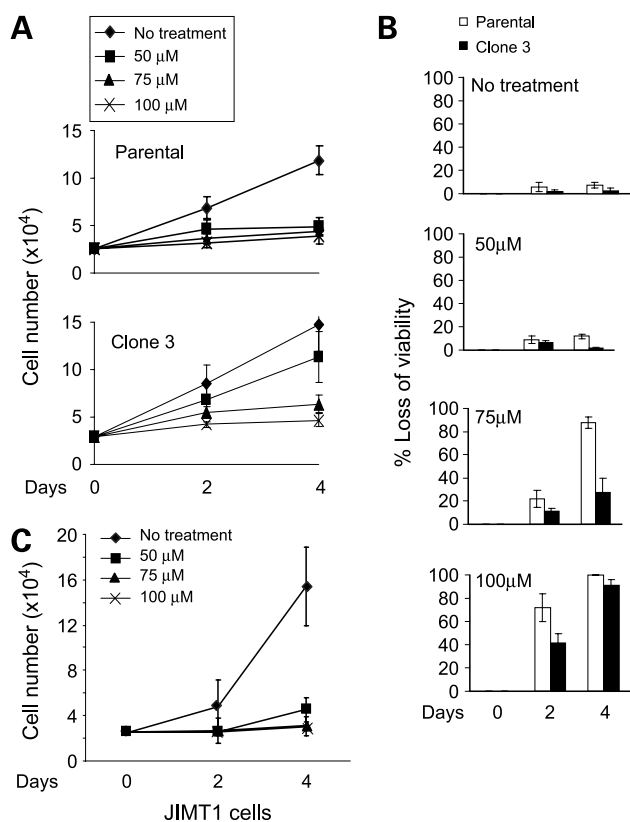 A
No treatment
50 µM
75 µM
100 µM
15
Parental
10
5
0
15
Clone 3
10
5
0
Cell number (x10⁴)
Days 0 2 4
B
Parental
Clone 3
100
No treatment
80
60
40
20
0
100
50µM
80
60
40
20
0
100
75µM
80
60
40
20
0
100
100µM
80
60
40
20
0
% Loss of viability
Days 0 2 4
C
No treatment
50 µM
75 µM
100 µM
20
16
12
8
4
0
Cell number (x10⁴)
Days 0 2 4
JIMT1 cells